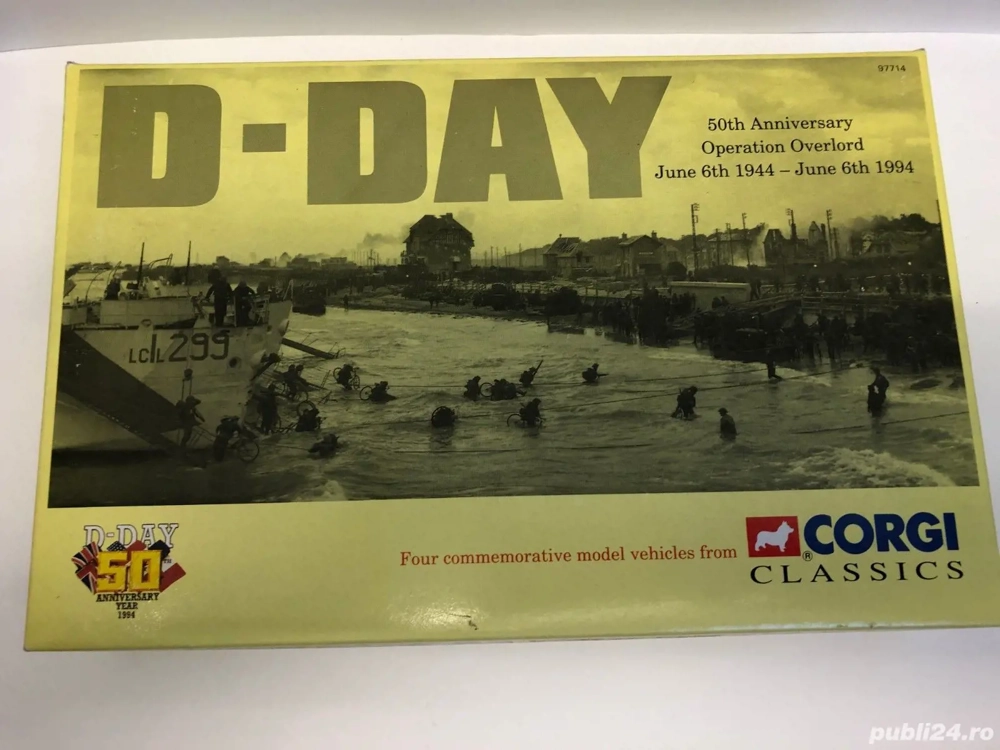 97714
D-DAY
50th Anniversary
Operation Overlord
June 6th 1944 – June 6th 1994
LCIL 299
D-DAY
50TH
ANNIVERSARY
YEAR
1994
Four commemorative model vehicles from
CORGI ®
CLASSICS
publi24.ro